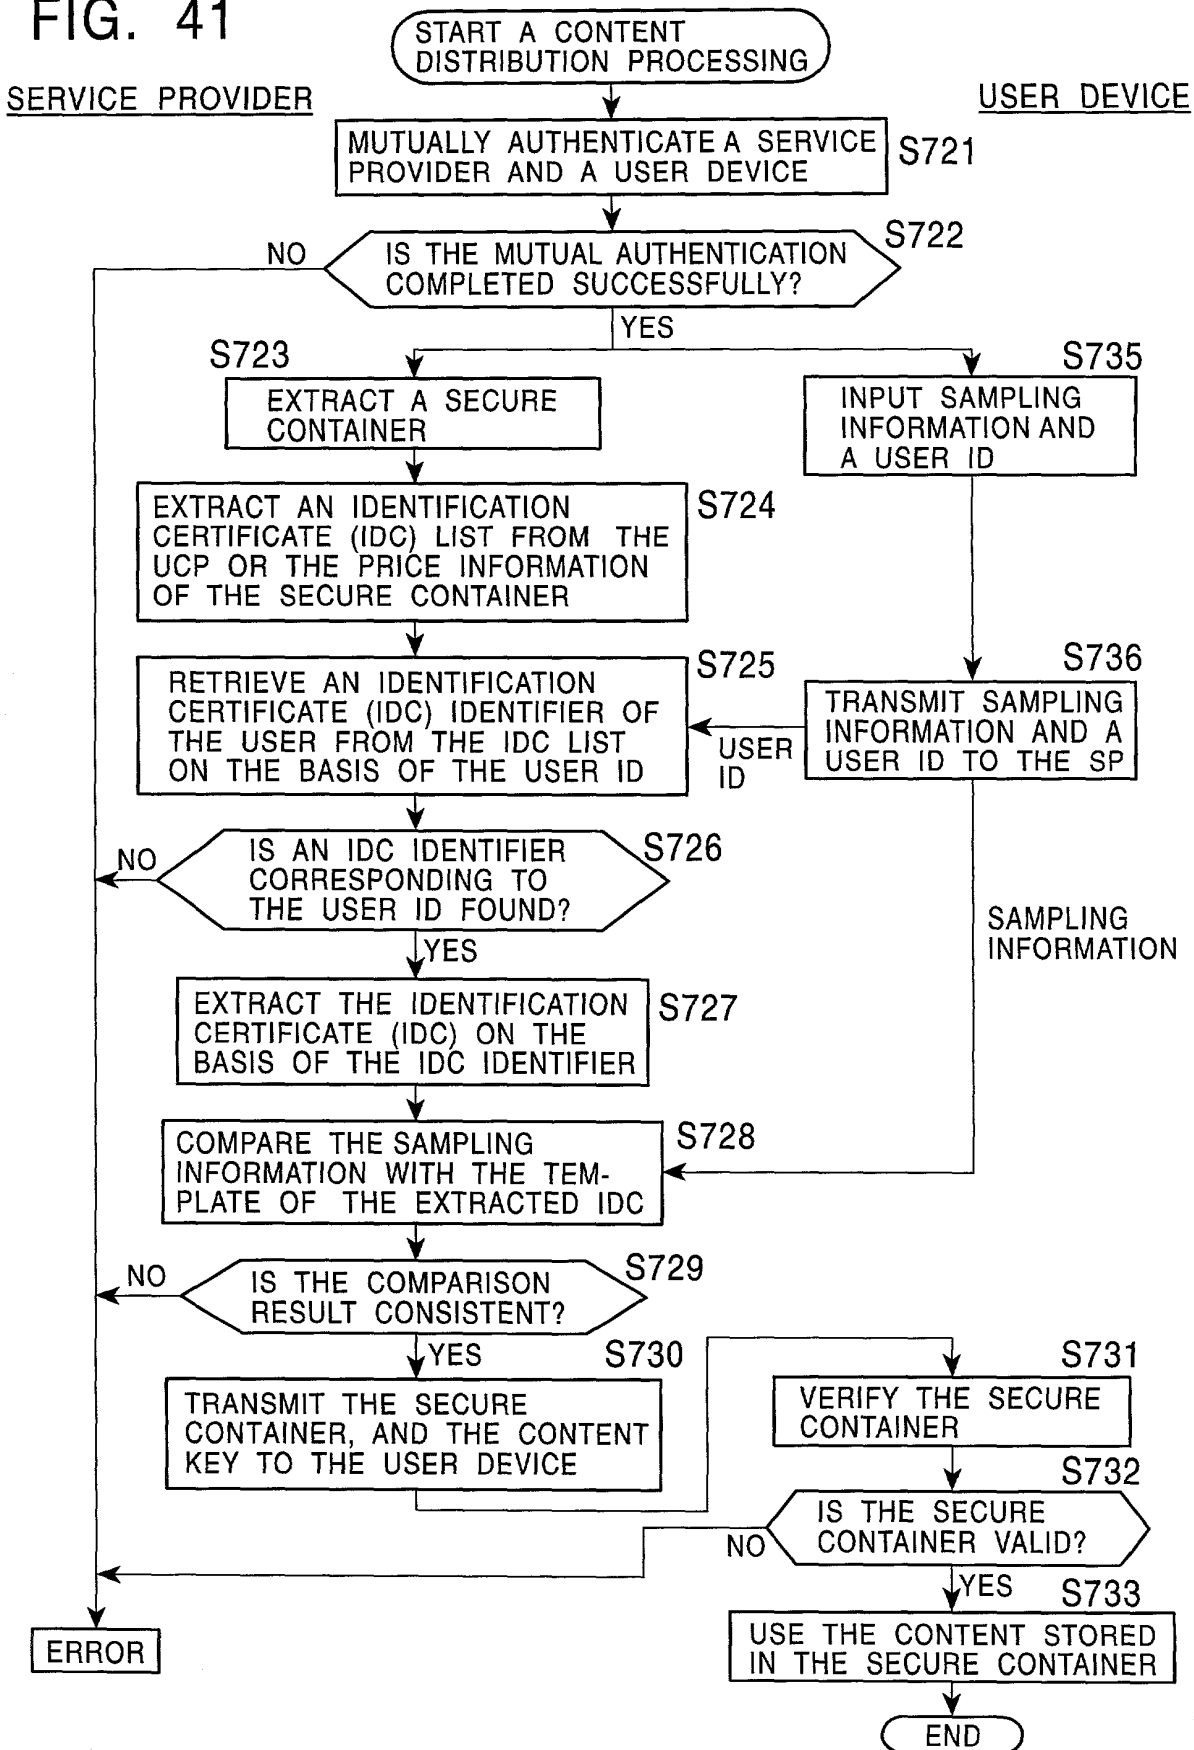 FIG. 41
START A CONTENT
DISTRIBUTION PROCESSING
SERVICE PROVIDER
USER DEVICE
MUTUALLY AUTHENTICATE A SERVICE
PROVIDER AND A USER DEVICE
S721
S722
NO
IS THE MUTUAL AUTHENTICATION
COMPLETED SUCCESSFULLY?
YES
S723
EXTRACT A SECURE
CONTAINER
S735
INPUT SAMPLING
INFORMATION AND
A USER ID
S724
EXTRACT AN IDENTIFICATION
CERTIFICATE (IDC) LIST FROM THE
UCP OR THE PRICE INFORMATION
OF THE SECURE CONTAINER
S725
RETRIEVE AN IDENTIFICATION
CERTIFICATE (IDC) IDENTIFIER OF
THE USER FROM THE IDC LIST
ON THE BASIS OF THE USER ID
S736
TRANSMIT SAMPLING
INFORMATION AND A
USER ID TO THE SP
USER
ID
S726
NO
IS AN IDC IDENTIFIER
CORRESPONDING TO
THE USER ID FOUND?
YES
SAMPLING
INFORMATION
S727
EXTRACT THE IDENTIFICATION
CERTIFICATE (IDC) ON THE
BASIS OF THE IDC IDENTIFIER
S728
COMPARE THE SAMPLING
INFORMATION WITH THE TEM-
PLATE OF THE EXTRACTED IDC
S729
NO
IS THE COMPARISON
RESULT CONSISTENT?
YES
S730
TRANSMIT THE SECURE
CONTAINER, AND THE CONTENT
KEY TO THE USER DEVICE
S731
VERIFY THE SECURE
CONTAINER
S732
IS THE SECURE
CONTAINER VALID?
NO
YES
S733
USE THE CONTENT STORED
IN THE SECURE CONTAINER
ERROR
END